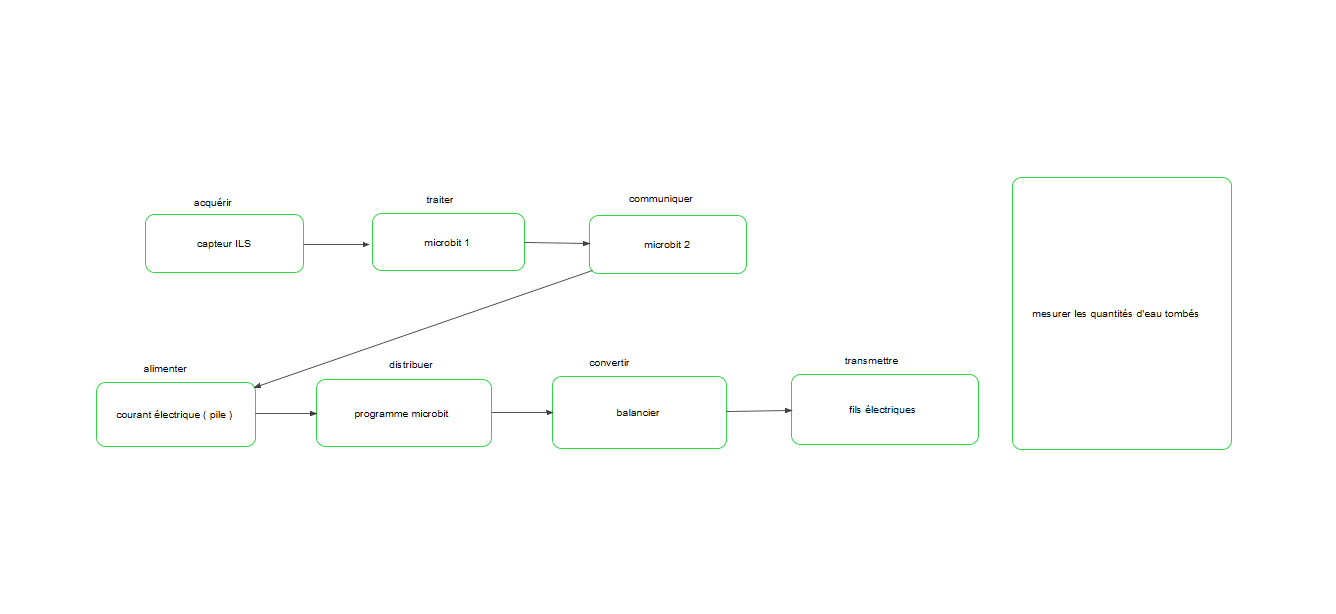 acquérir
traiter
communiquer
capteur ILS
microbit 1
microbit 2
mesurer les quantités d'eau tombés
alimenter
distribuer
convertir
transmettre
courant électrique ( pile )
programme microbit
balancier
fils électriques